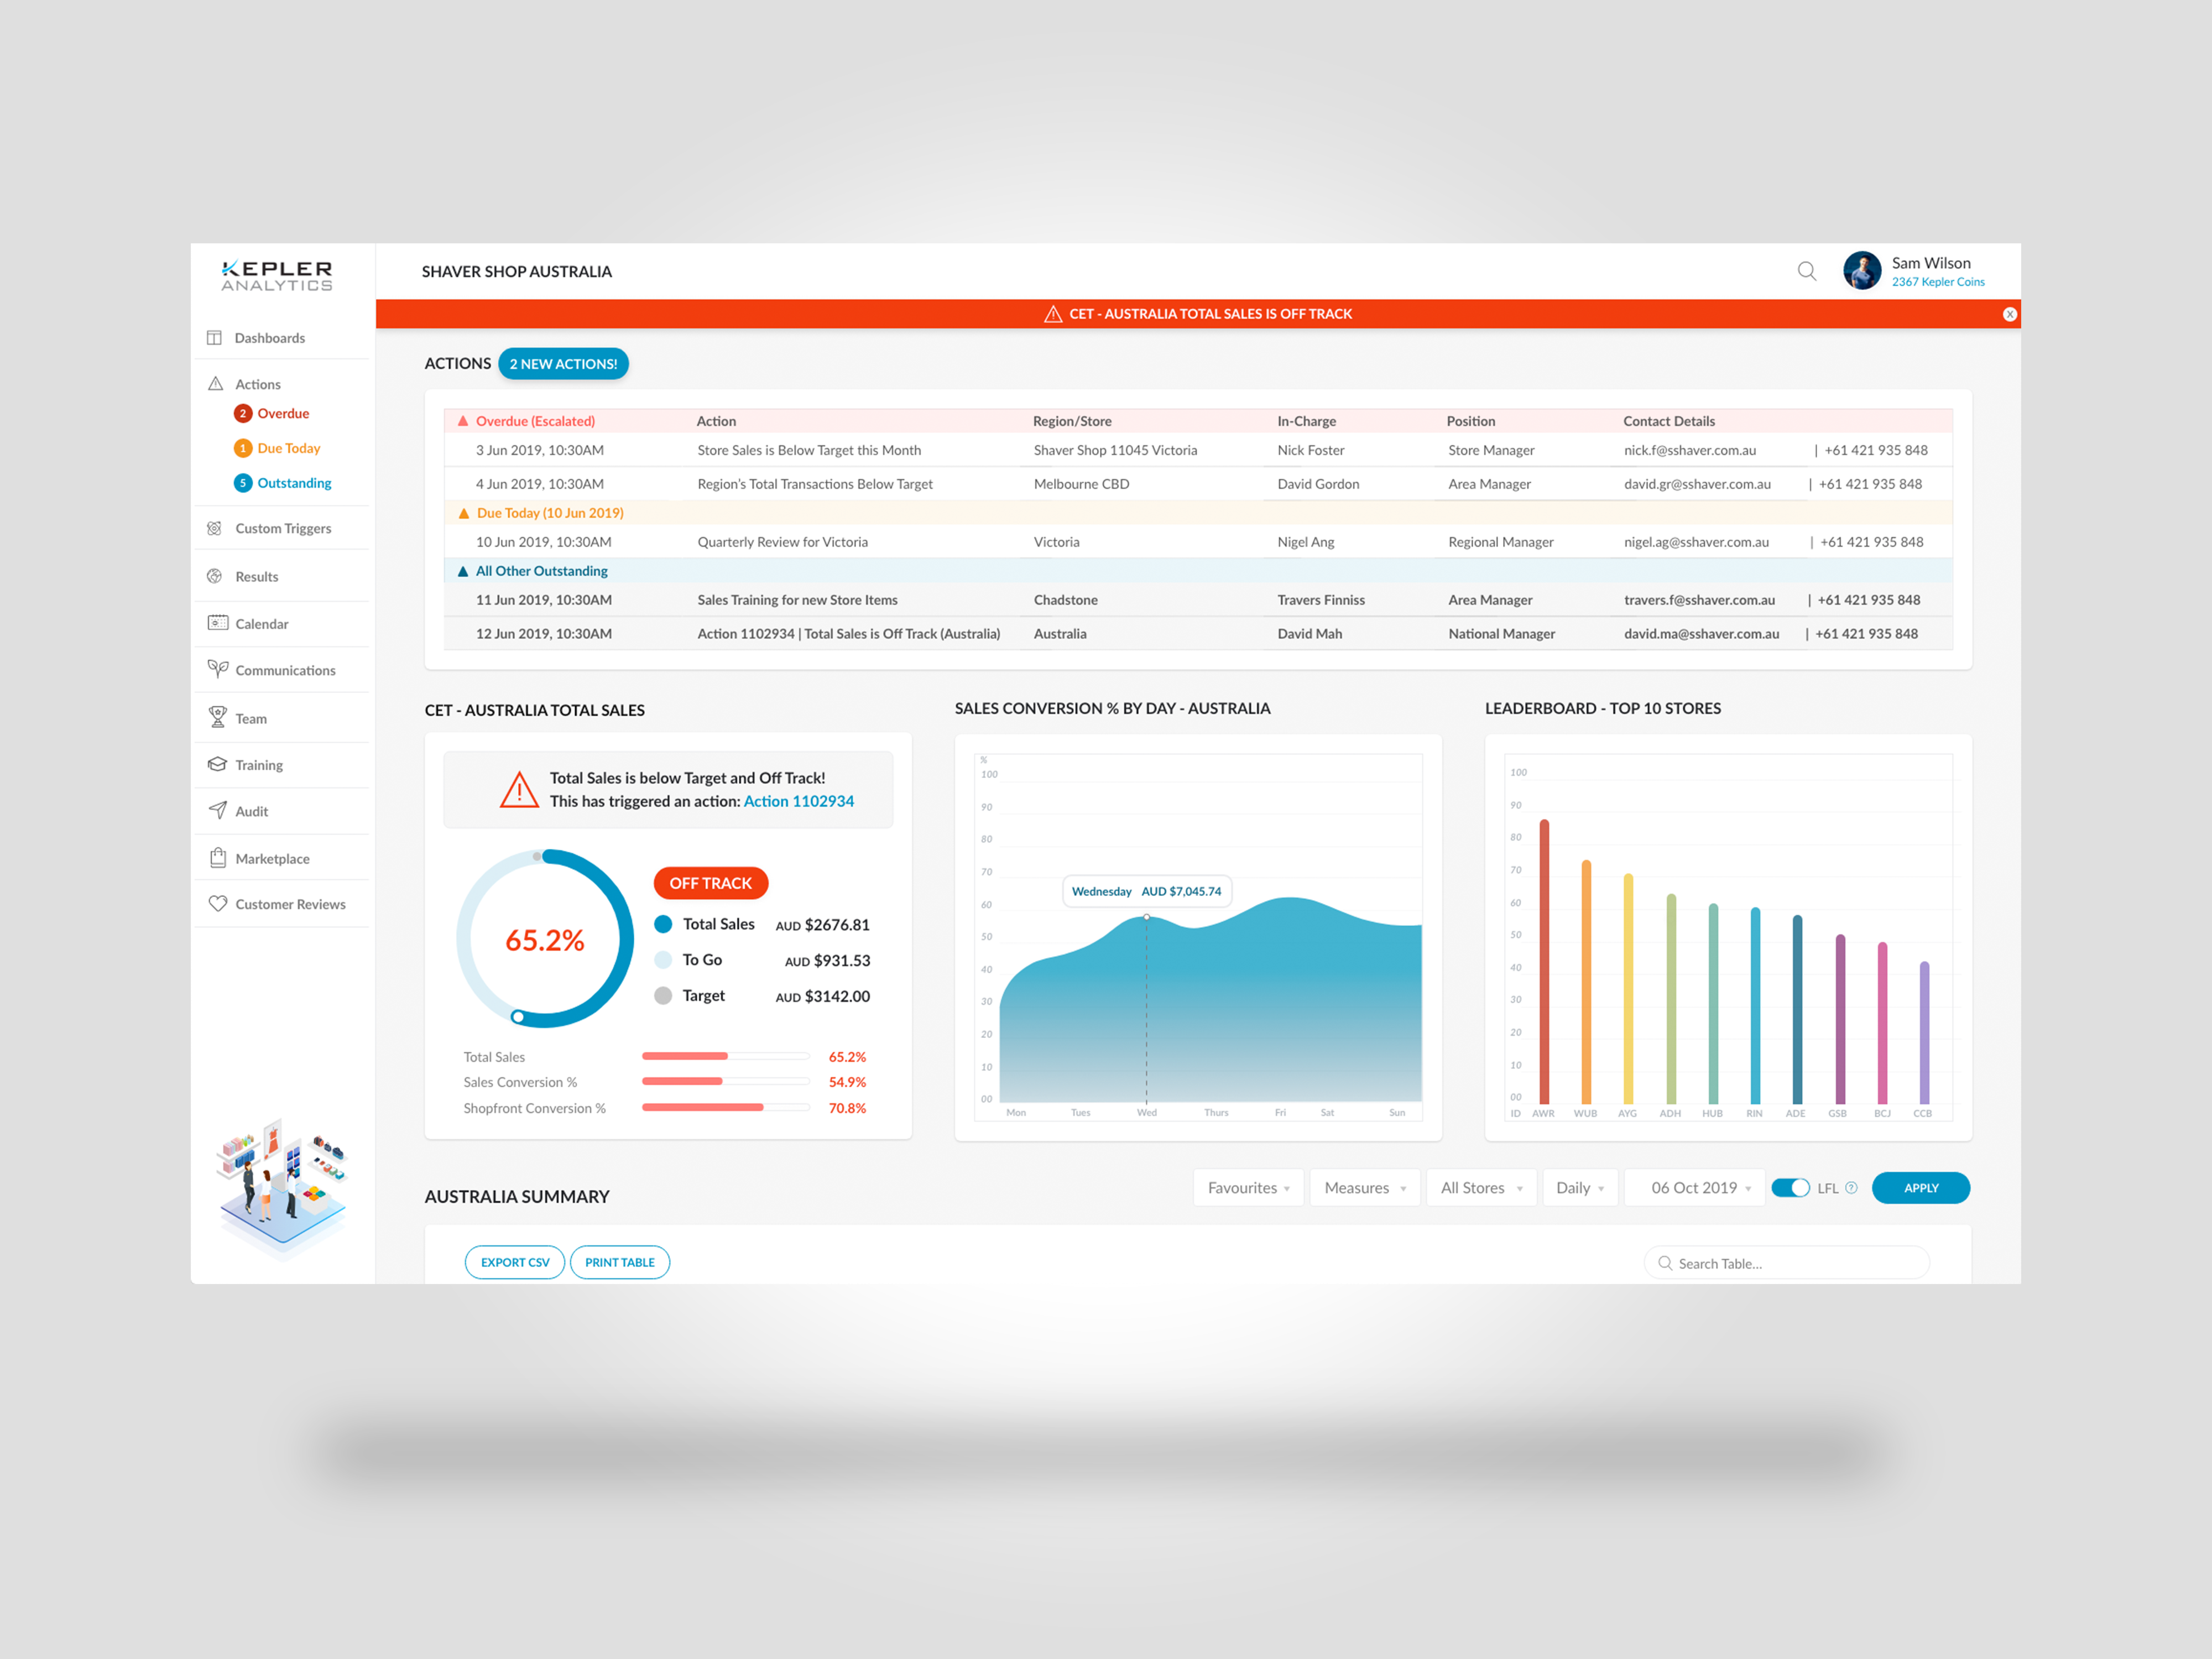 KEPLER
ANALYTICS
Dashboards
Actions
2 Overdue
1 Due Today
5 Outstanding
Custom Triggers
Results
Calendar
Communications
Team
Training
Audit
Marketplace
Customer Reviews
SHAVER SHOP AUSTRALIA
Sam Wilson
2367 Kepler Coins
CET - AUSTRALIA TOTAL SALES IS OFF TRACK X
ACTIONS 2 NEW ACTIONS!
Overdue (Escalated) Action Region/Store In-Charge Position Contact Details
3 Jun 2019, 10:30AM Store Sales is Below Target this Month Shaver Shop 11045 Victoria Nick Foster Store Manager nick.f@sshaver.com.au | +61 421 935 848
4 Jun 2019, 10:30AM Region's Total Transactions Below Target Melbourne CBD David Gordon Area Manager david.gr@sshaver.com.au | +61 421 935 848
Due Today (10 Jun 2019)
10 Jun 2019, 10:30AM Quarterly Review for Victoria Victoria Nigel Ang Regional Manager nigel.ag@sshaver.com.au | +61 421 935 848
All Other Outstanding
11 Jun 2019, 10:30AM Sales Training for new Store Items Chadstone Travers Finniss Area Manager travers.f@sshaver.com.au | +61 421 935 848
12 Jun 2019, 10:30AM Action 1102934 | Total Sales is Off Track (Australia) Australia David Mah National Manager david.ma@sshaver.com.au | +61 421 935 848
CET - AUSTRALIA TOTAL SALES
Total Sales is below Target and Off Track!
This has triggered an action: Action 1102934
65.2%
OFF TRACK
Total Sales AUD $2676.81
To Go AUD $931.53
Target AUD $3142.00
Total Sales 65.2%
Sales Conversion % 54.9%
Shopfront Conversion % 70.8%
SALES CONVERSION % BY DAY - AUSTRALIA
%
100
90
80
70
60
50
40
30
20
10
00
Wednesday AUD $7,045.74
Mon Tues Wed Thurs Fri Sat Sun
LEADERBOARD - TOP 10 STORES
100
90
80
70
60
50
40
30
20
10
00
ID AWR WUB AYG ADH HUB RIN ADE GSB BCJ CCB
AUSTRALIA SUMMARY
Favourites Measures All Stores Daily 06 Oct 2019 LFL ? APPLY
EXPORT CSV PRINT TABLE Search Table...